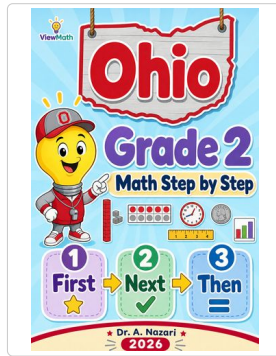 ViewMath
Ohio
Grade 2
Math Step by Step
1 2 3
First Next Then
Dr. A. Nazari
2026